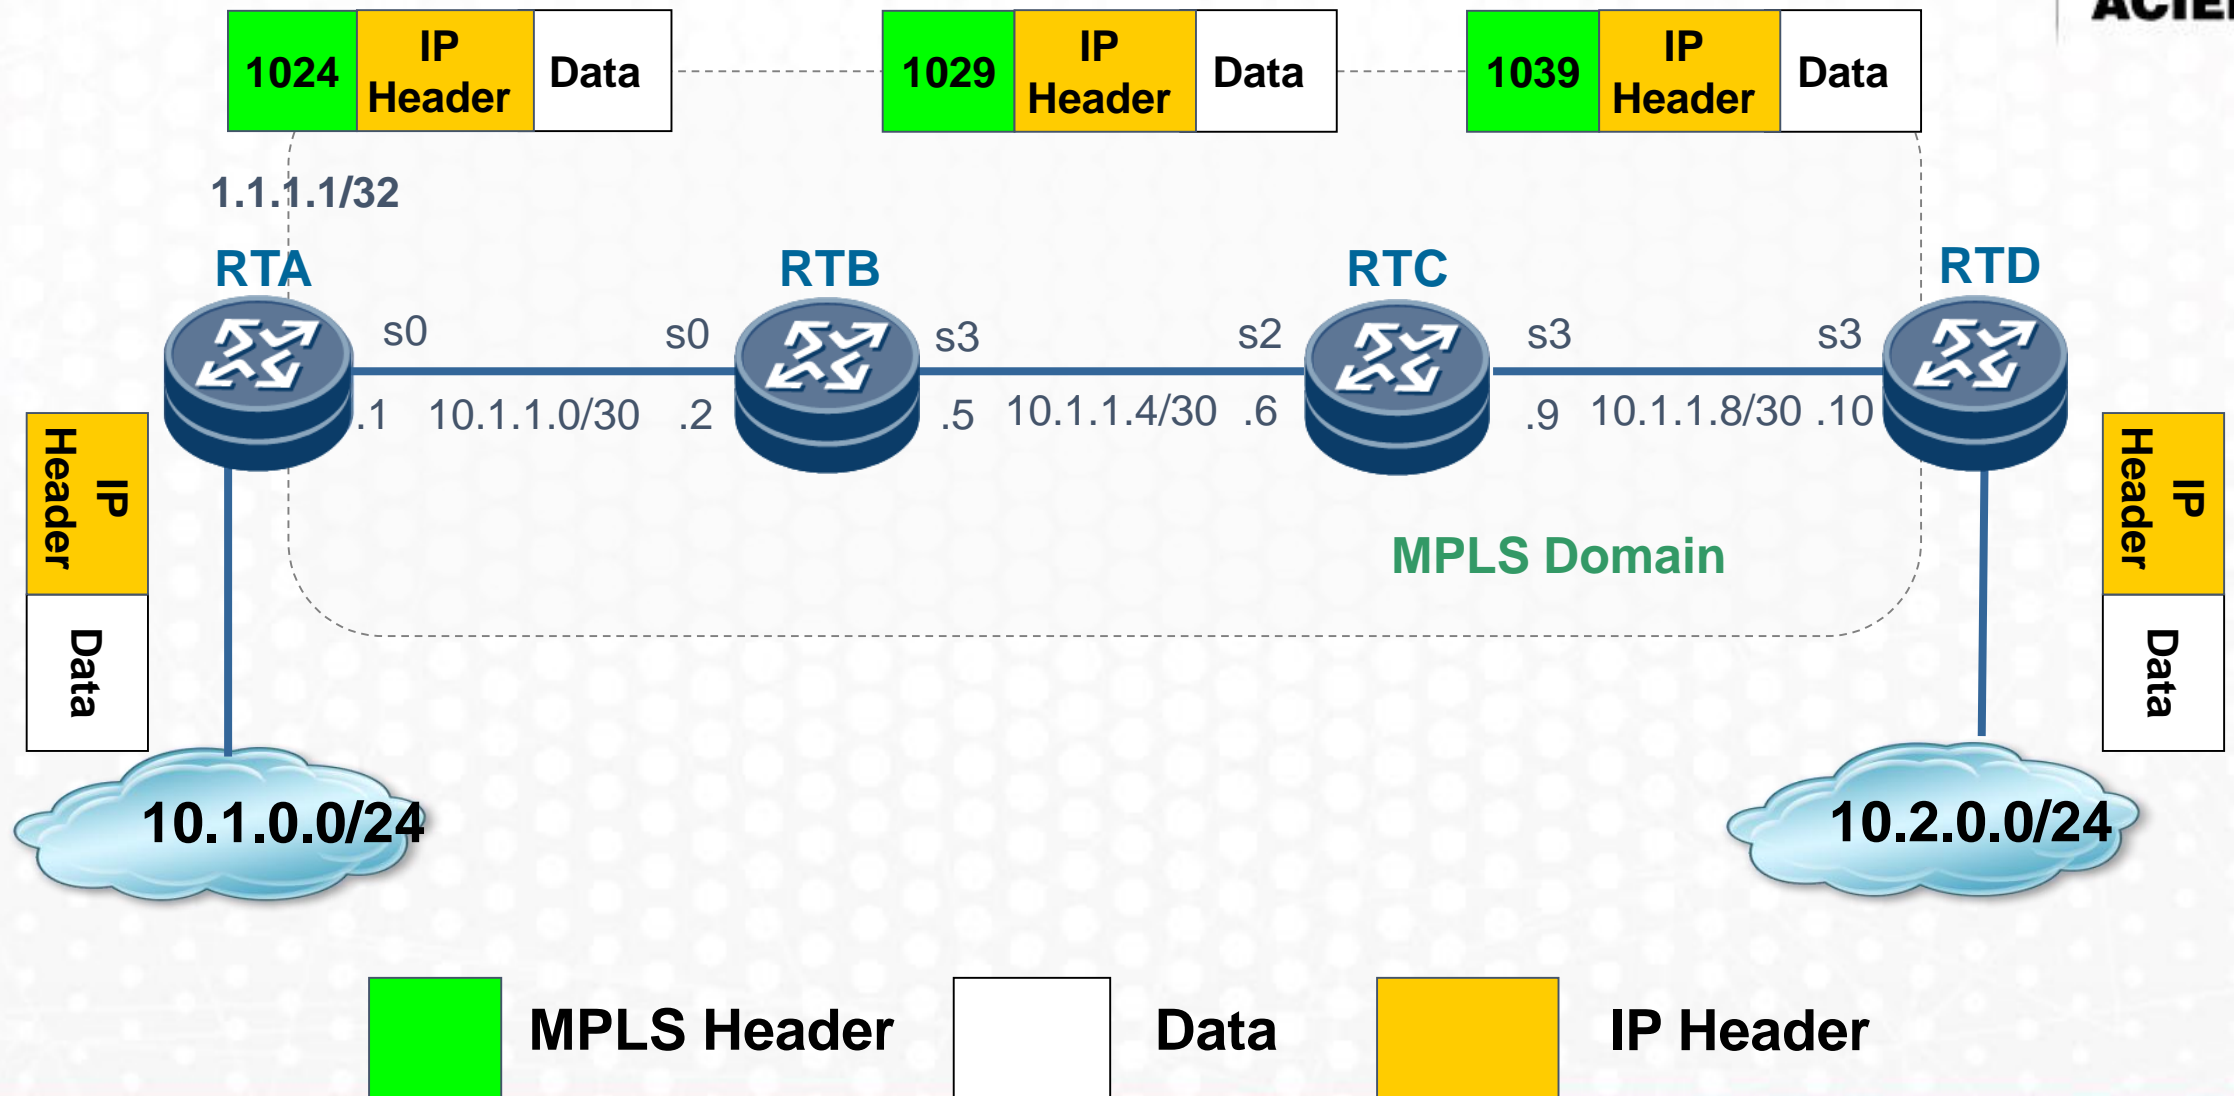 1024
IP
Header
Data
1029
IP
Header
Data
1039
IP
Header
Data
1.1.1.1/32
RTA
RTB
RTC
RTD
s0
s0
s3
s2
s3
s3
.1
10.1.1.0/30
.2
.5
10.1.1.4/30
.6
.9
10.1.1.8/30
.10
IP
Header
Data
IP
Header
Data
MPLS Domain
10.1.0.0/24
10.2.0.0/24
MPLS Header
Data
IP Header